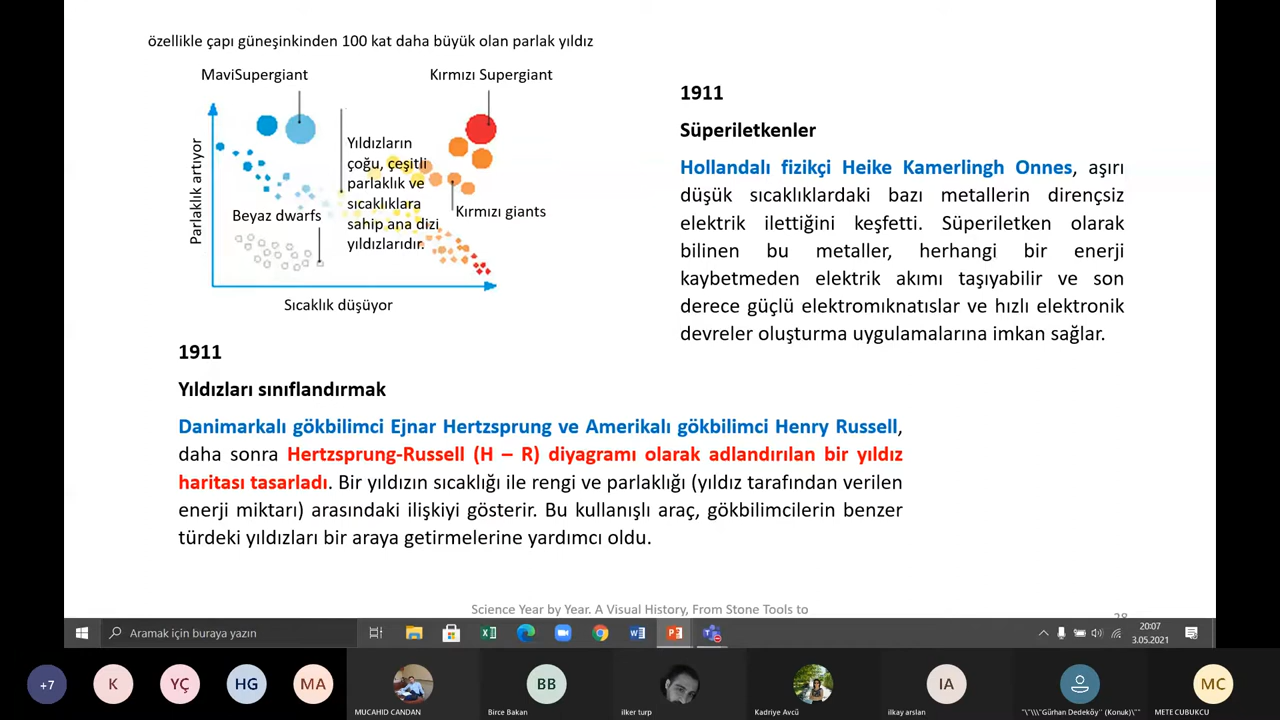 özellikle çapı güneşinkinden 100 kat daha büyük olan parlak yıldız
MaviSupergiant
Kırmızı Supergiant
Parlaklık artıyor
Yıldızların
çoğu, çeşitli
parlaklık ve
sıcaklıklara
sahip ana dizi
yıldızlarıdır.
Beyaz dwarfs
Kırmızı giants
Sıcaklık düşüyor
1911
Yıldızları sınıflandırmak
Danimarkalı gökbilimci Ejnar Hertzsprung ve Amerikalı gökbilimci Henry Russell,
daha sonra Hertzsprung-Russell (H – R) diyagramı olarak adlandırılan bir yıldız
haritası tasarladı. Bir yıldızın sıcaklığı ile rengi ve parlaklığı (yıldız tarafından verilen
enerji miktarı) arasındaki ilişkiyi gösterir. Bu kullanışlı araç, gökbilimcilerin benzer
türdeki yıldızları bir araya getirmelerine yardımcı oldu.
1911
Süperiletkenler
Hollandalı fizikçi Heike Kamerlingh Onnes, aşırı
düşük sıcaklıklardaki bazı metallerin dirençsiz
elektrik ilettiğini keşfetti. Süperiletken olarak
bilinen bu metaller, herhangi bir enerji
kaybetmeden elektrik akımı taşıyabilir ve son
derece güçlü elektromıknatıslar ve hızlı elektronik
devreler oluşturma uygulamalarına imkan sağlar.
Science Year by Year. A Visual History, From Stone Tools to
28
Aramak için buraya yazın
20:07
3.05.2021
+7
K
YÇ
HG
MA
MUCAHID CANDAN
BB
Birce Bakan
ilker turp
Kadriye Avcü
IA
ilkay arslan
"\"\\\"Gürhan Dedeköy" (Konuk)\""
MC
METE CUBUKCU